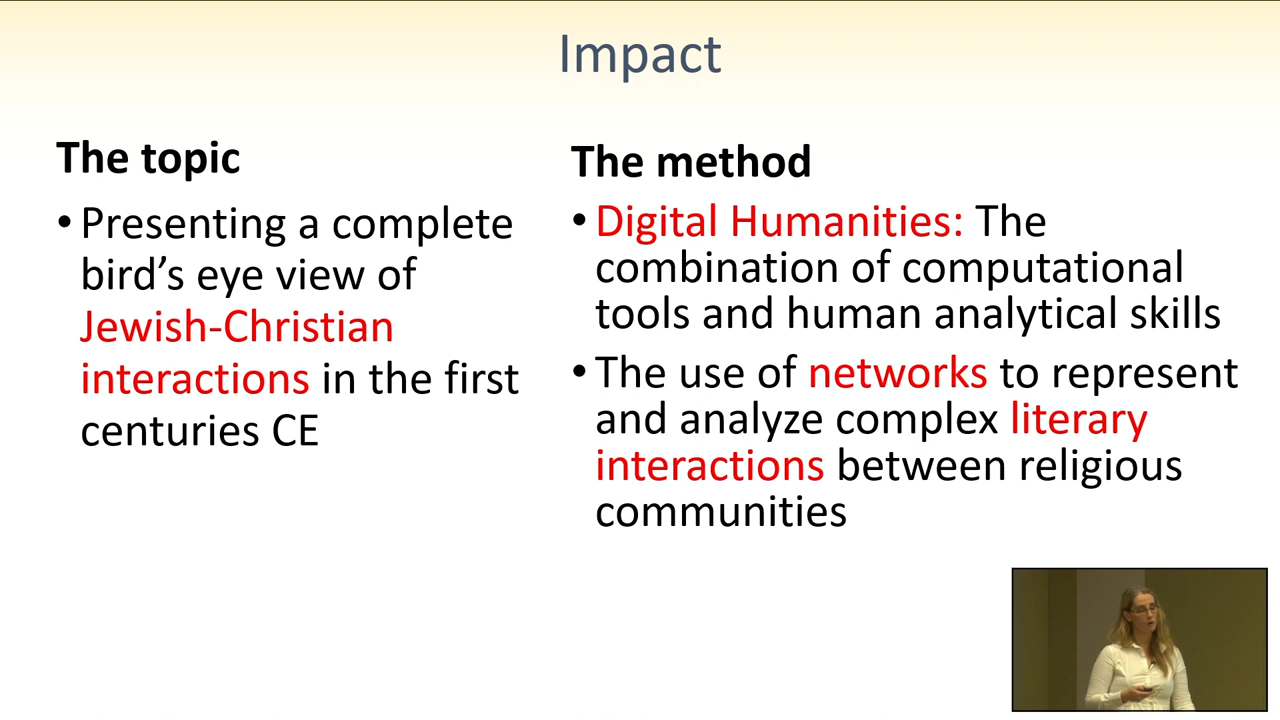 Impact
The topic
• Presenting a complete
bird’s eye view of
Jewish-Christian
interactions in the first
centuries CE
The method
• Digital Humanities: The
combination of computational
tools and human analytical skills
• The use of networks to represent
and analyze complex literary
interactions between religious
communities